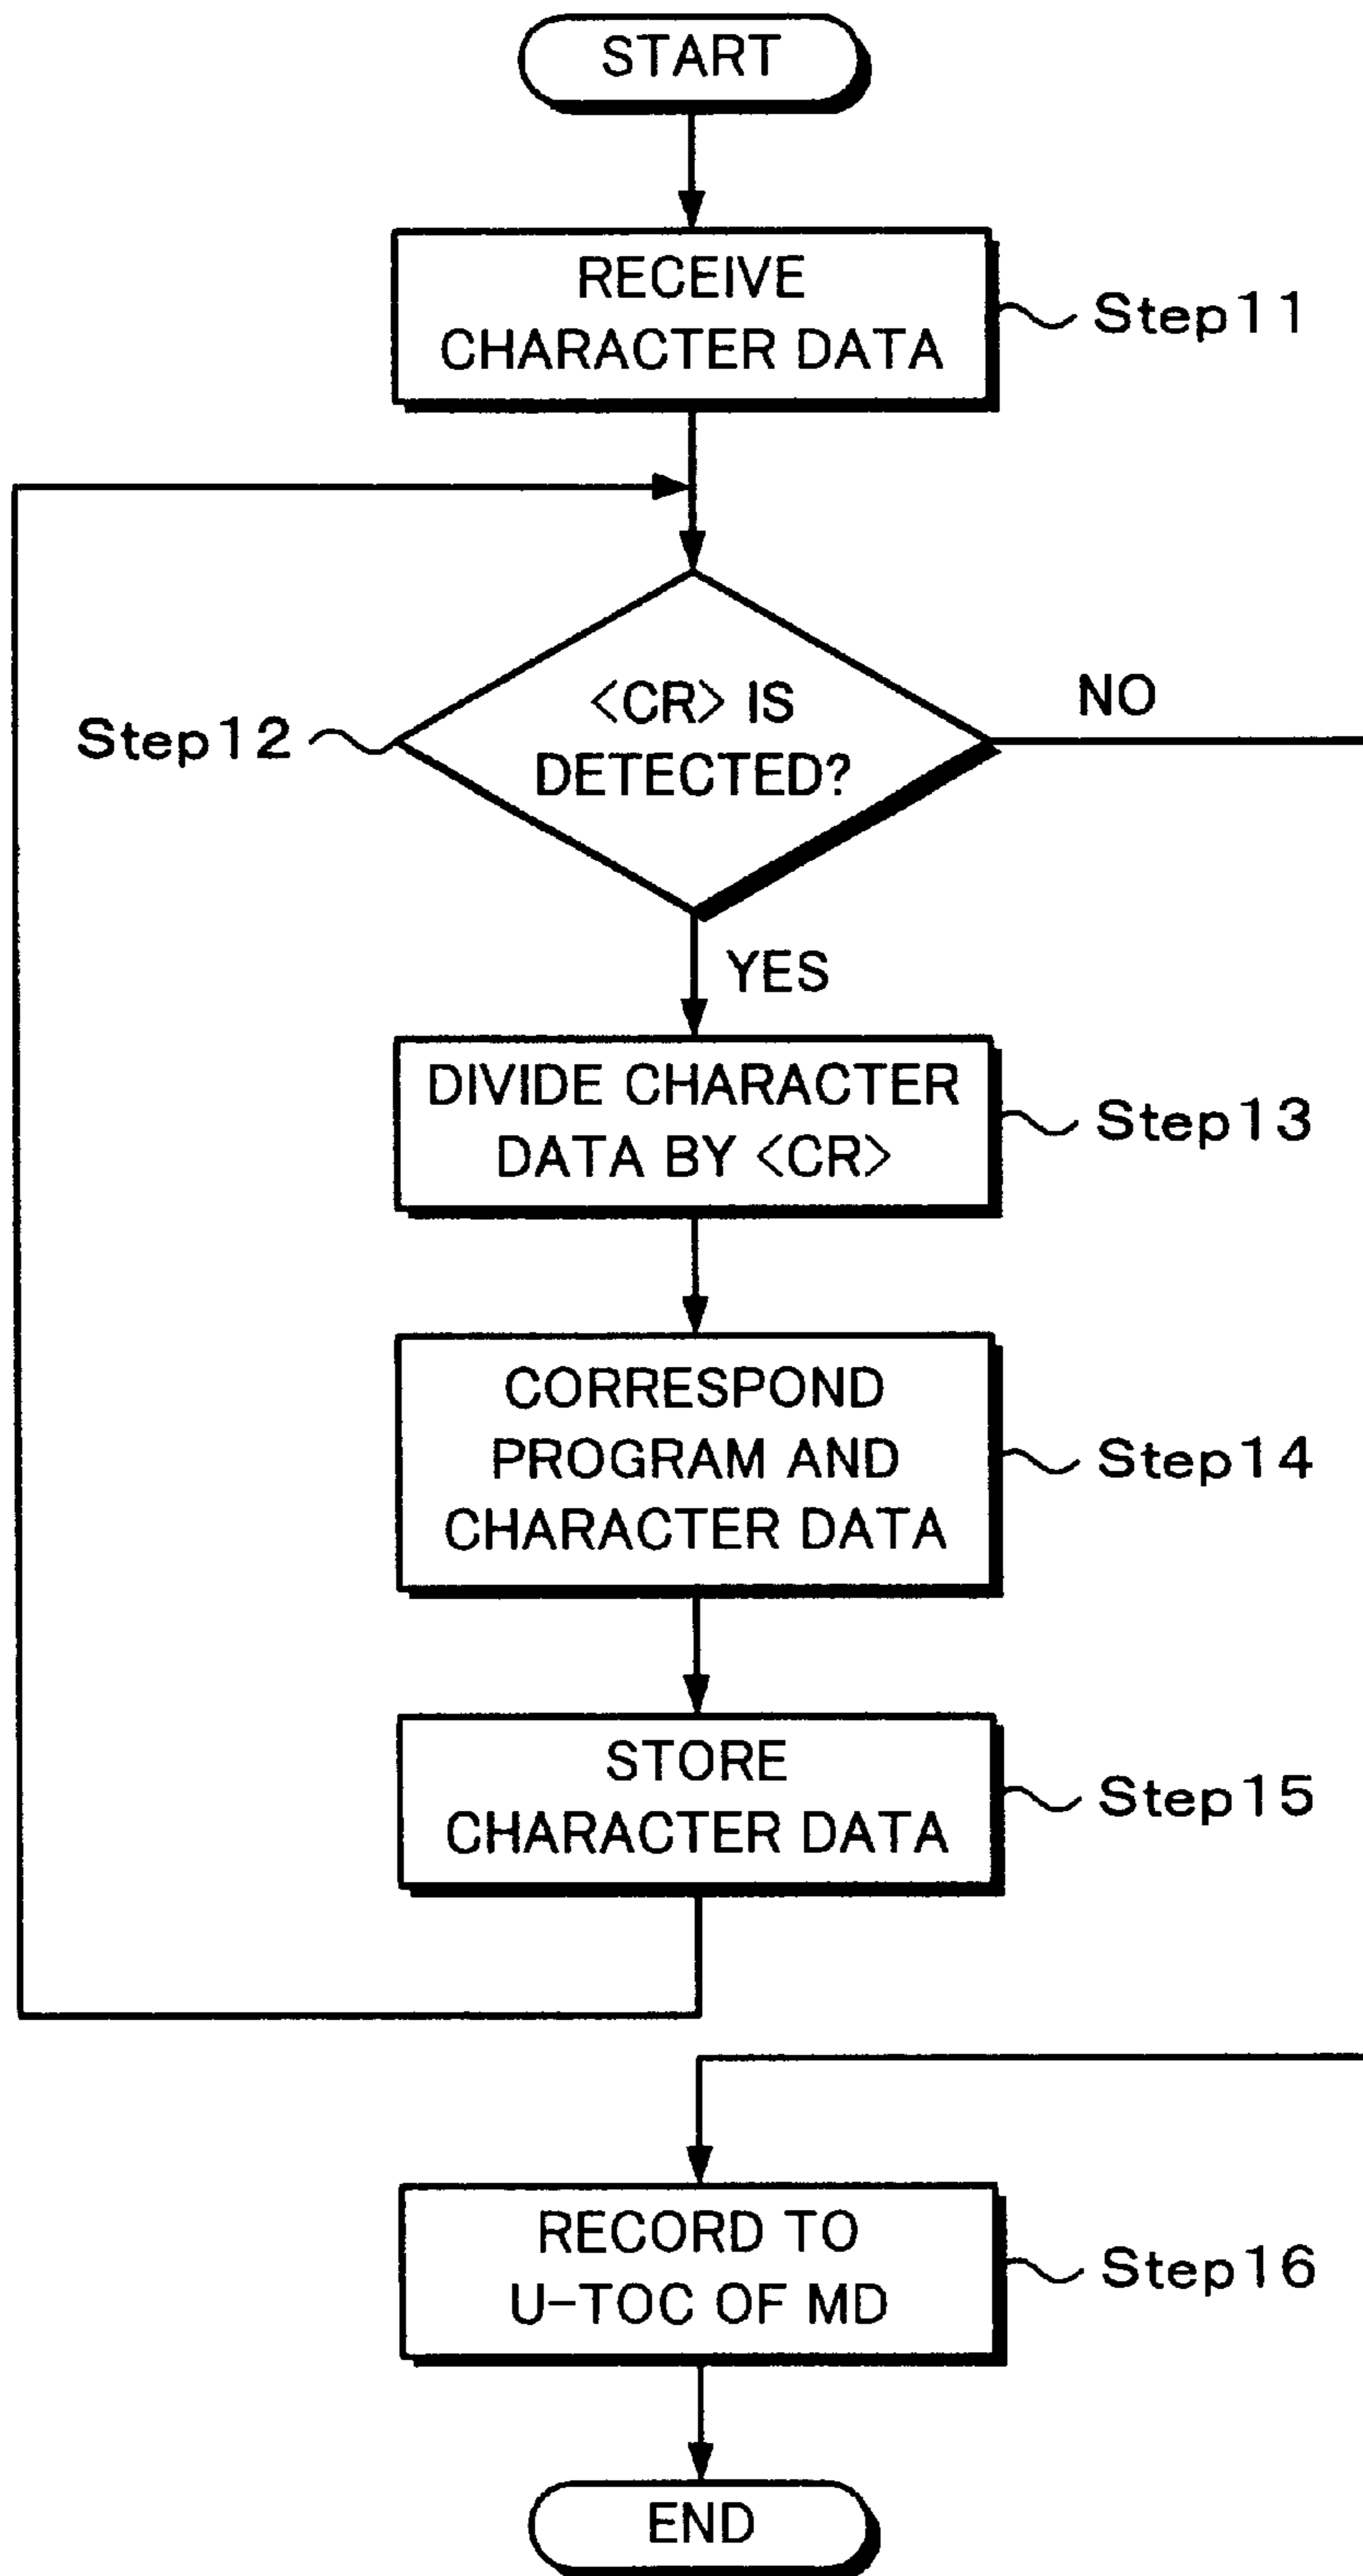 START
RECEIVE
CHARACTER DATA
Step11
<CR> IS
DETECTED?
Step12
NO
YES
DIVIDE CHARACTER
DATA BY <CR>
Step13
CORRESPOND
PROGRAM AND
CHARACTER DATA
Step14
STORE
CHARACTER DATA
Step15
RECORD TO
U-TOC OF MD
Step16
END